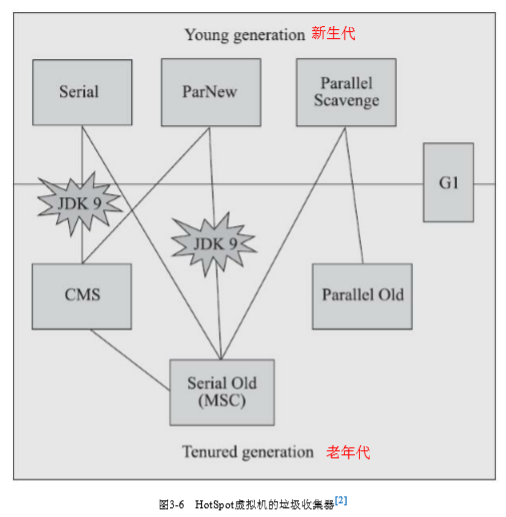 Young generation 新生代
Serial
ParNew
Parallel
Scavenge
G1
JDK 9
JDK 9
CMS
Parallel Old
Serial Old
(MSC)
Tenured generation 老年代
图3-6 HotSpot虚拟机的垃圾收集器[2]